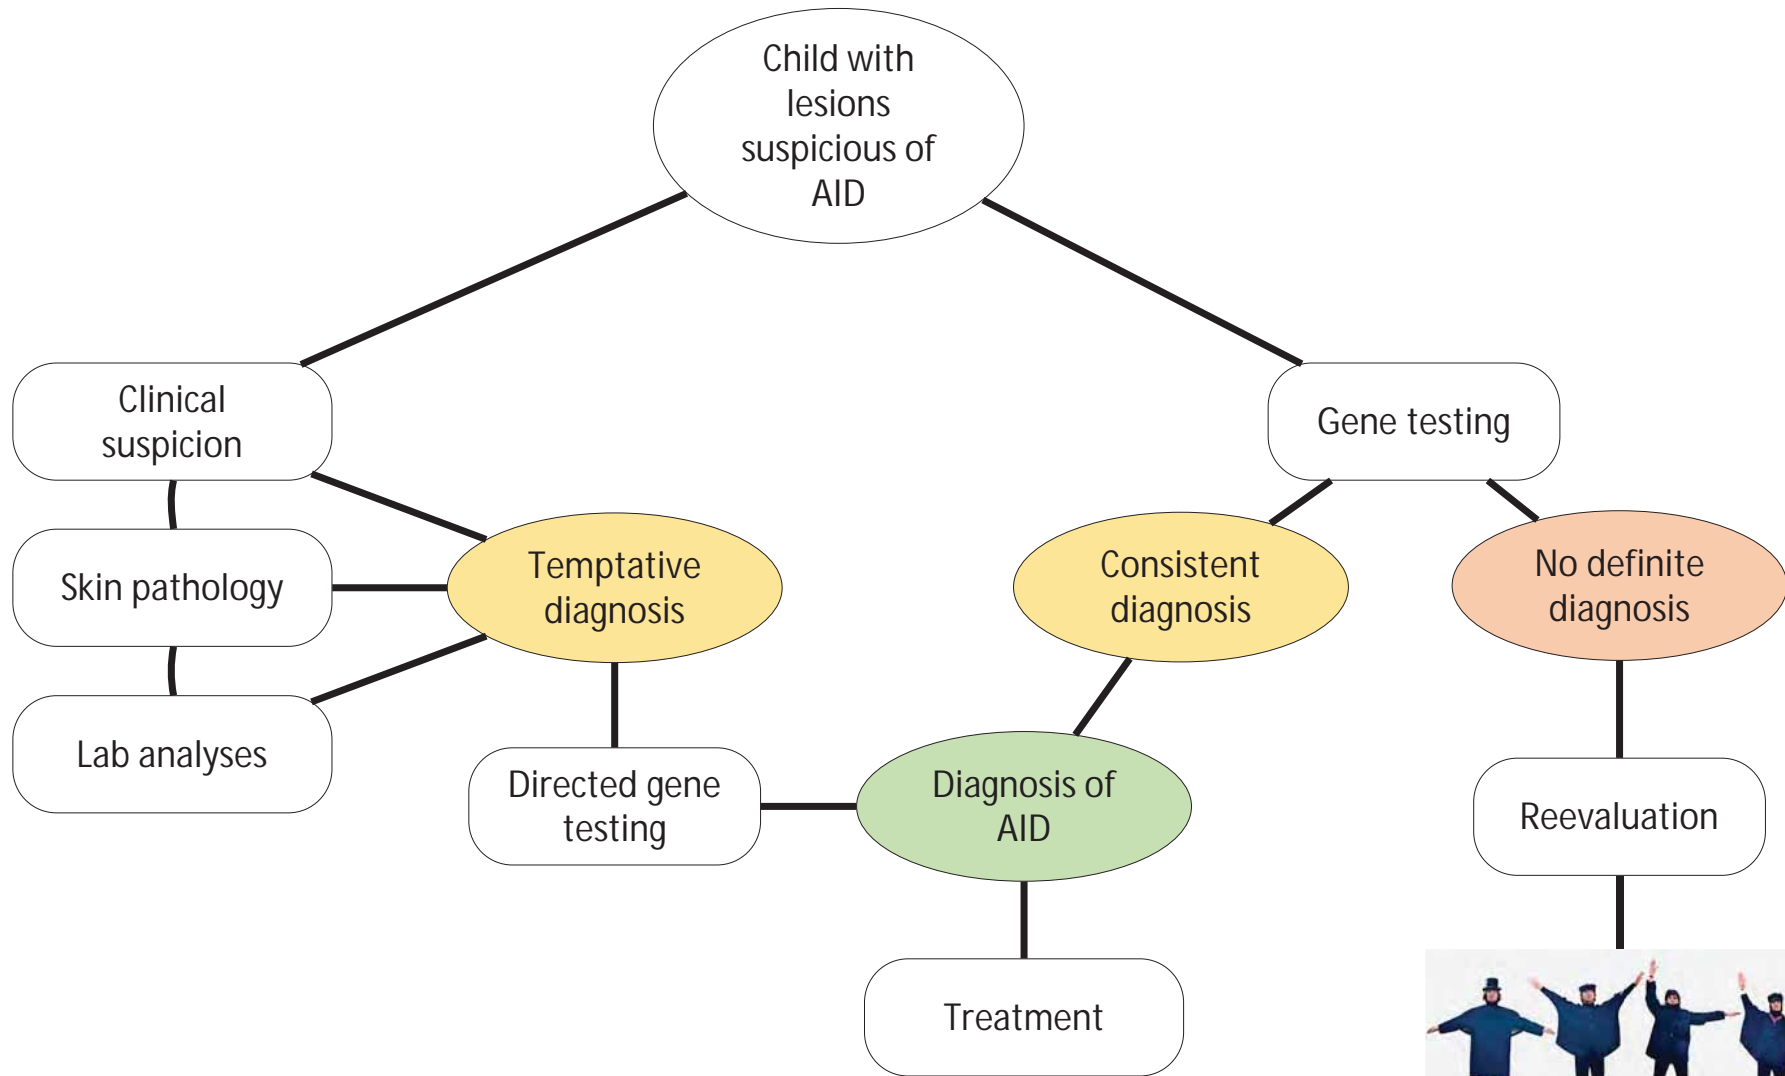 Child with
lesions
suspicious of
AID
Clinical
suspicion
Gene testing
Skin pathology
Temptative
diagnosis
Consistent
diagnosis
No definite
diagnosis
Lab analyses
Directed gene
testing
Diagnosis of
AID
Reevaluation
Treatment